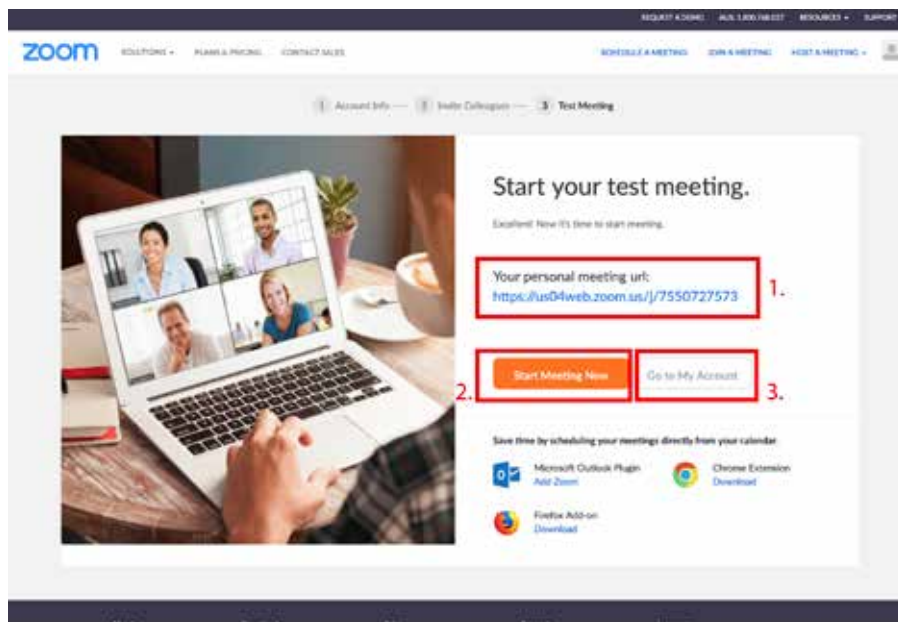 REQUEST A DEMO RESOURCES SUPPORT
zoom SOLUTIONS PLANS & PRICING CONTACT SALES SCHEDULE A MEETING JOIN A MEETING HOST A MEETING
1 Account Info 2 Invite Colleagues 3 Test Meeting
Start your test meeting.
Excellent! Now it's time to start meeting.
Your personal meeting url:
https://us04web.zoom.us/j/7550727573
1.
2. Start Meeting Now Go to My Account 3.
Save time by scheduling your meetings directly from your calendar
Microsoft Outlook Plugin Chrome Extension
Add Zoom Download
Firefox Add-on
Download